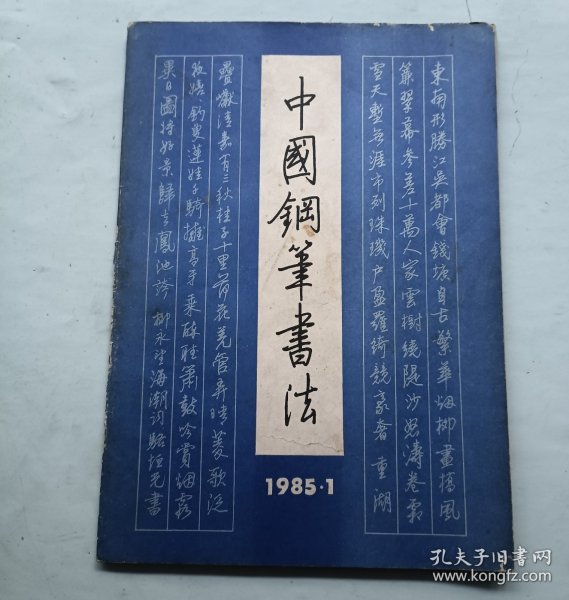 東南形勝江吳都會錢塘自古繁華烟柳畫橋風
簾翠幕參差十萬人家雲樹繞隄沙怒濤卷霜
雪天塹無涯市列珠璣户盈羅綺競豪奢重湖
中國鋼筆書法
1985·1
疊巘清嘉有三秋桂子十里荷花羌管弄晴菱歌泛
夜嬉嬉釣叟蓮娃千騎擁高牙乘醉聽簫鼓吟賞烟霞
異日圖將好景歸去鳳池誇柳永望海潮詞駱恒光書
孔夫子旧书网
www.kongfz.com